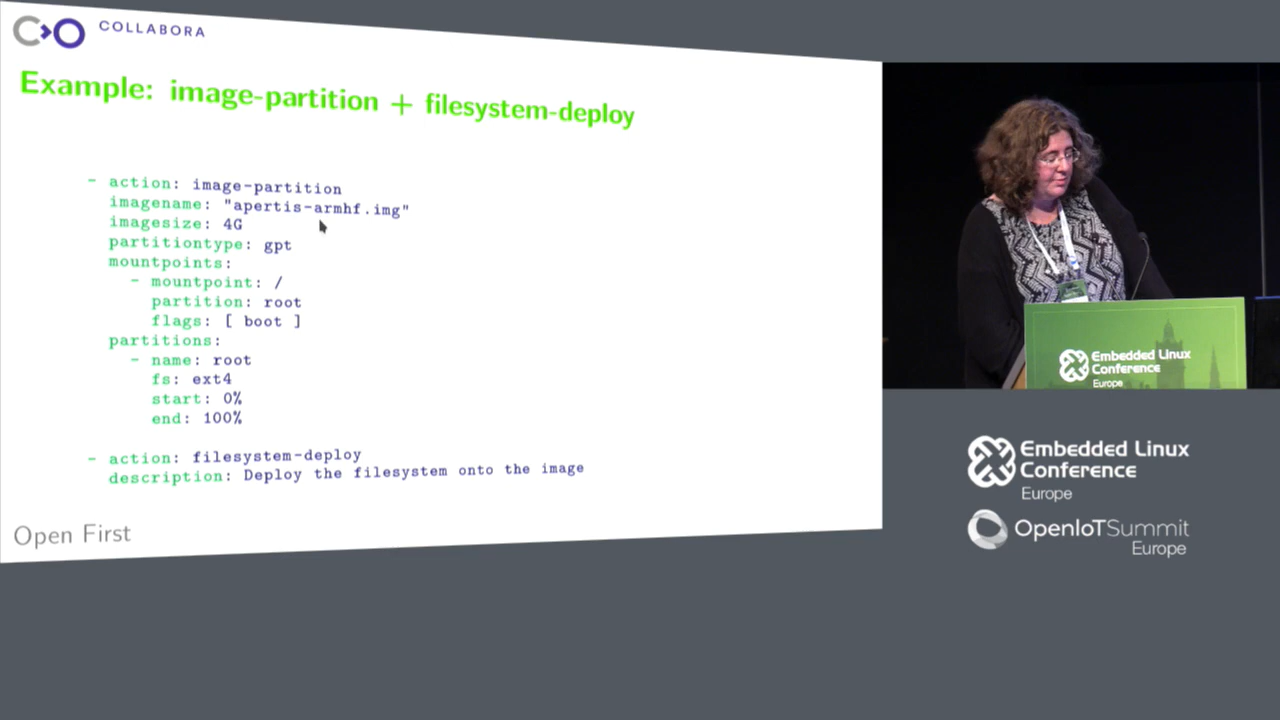 COLLABORA
Example: image-partition + filesystem-deploy
- action: image-partition
imagename: "apertis-armhf.img"
imagesize: 4G
partitiontype: gpt
mountpoints:
- mountpoint: /
partition: root
flags: [ boot ]
partitions:
- name: root
fs: ext4
start: 0%
end: 100%
- action: filesystem-deploy
description: Deploy the filesystem onto the image
Open First
Embedded Linux
Conference
Europe
Embedded Linux
Conference
Europe
OpenIoTSummit
Europe